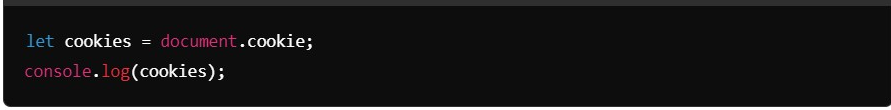 let cookies = document.cookie;
console.log(cookies);